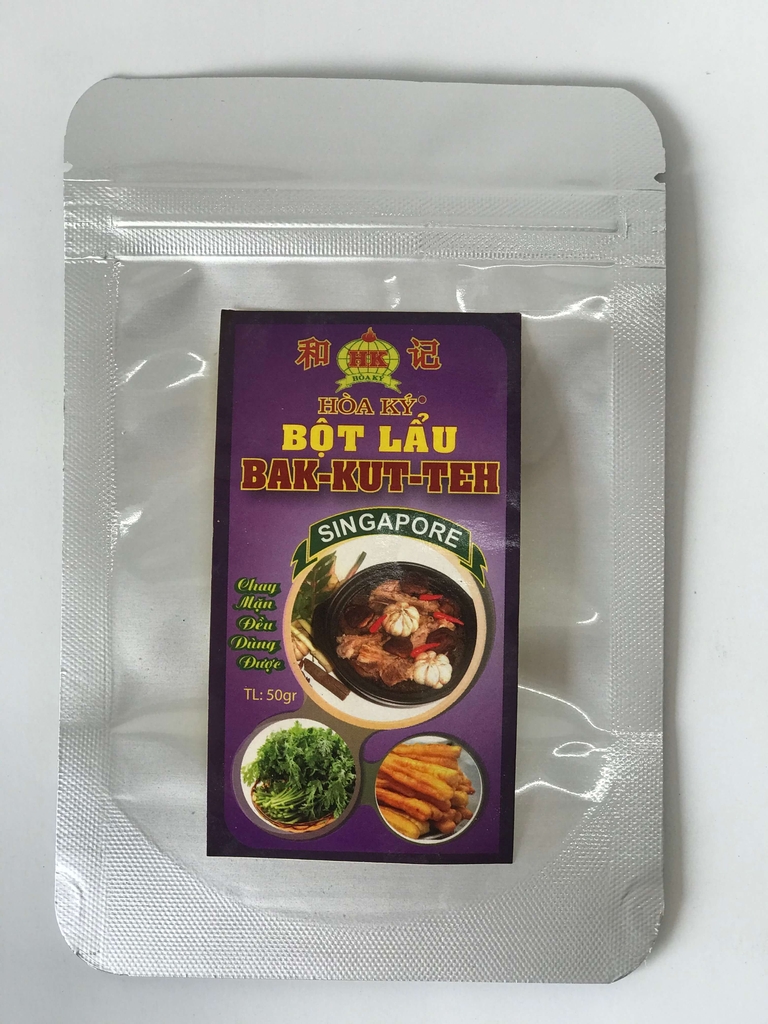 和 HK 记
HÒA KÝ
HÒA KÝ®
BỘT LẨU
BAK-KUT-TEH
SINGAPORE
Chay
Mặn
Đều
Dùng
Được
TL: 50gr